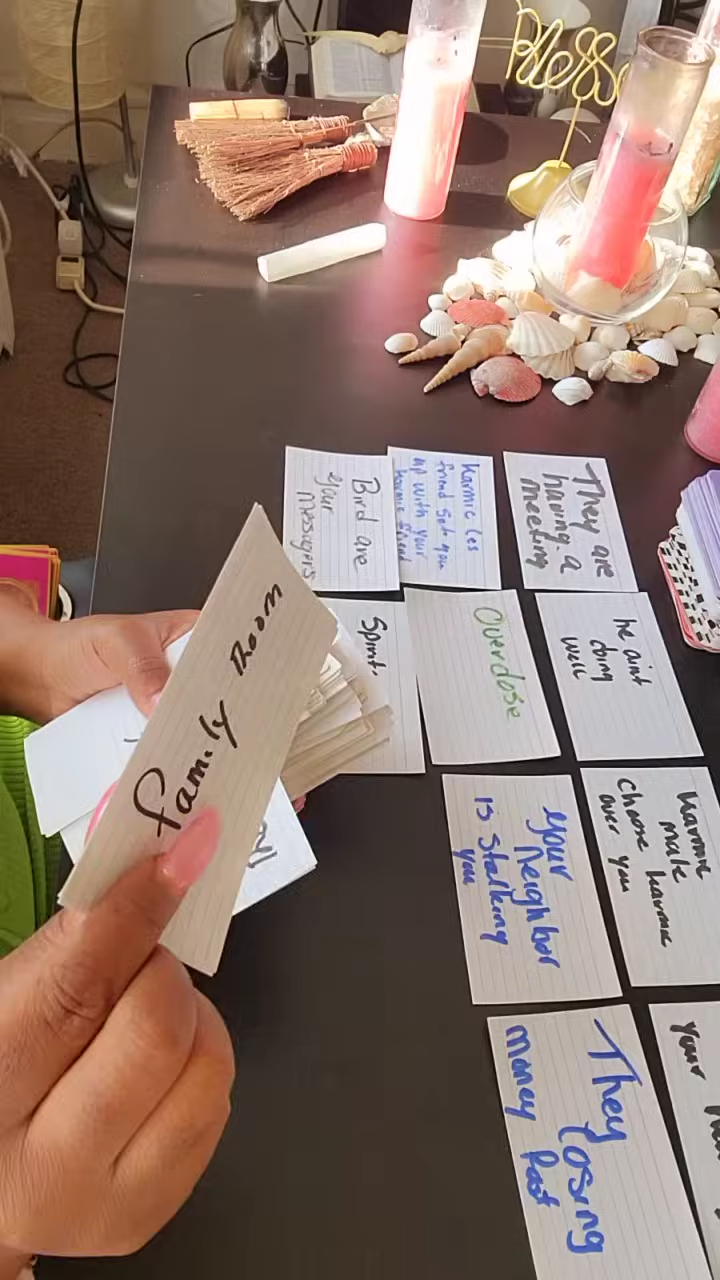 Bless
They are
having a
meeting
Karmic les
friend set you
up with your
karmic friend
Bird are
your
messagers
he aint
doing
well
Overdose
Spirit
family Room
Karmic
male
choose karmic
over you
your neighbor
is stalking
you
They losing
money fast
your